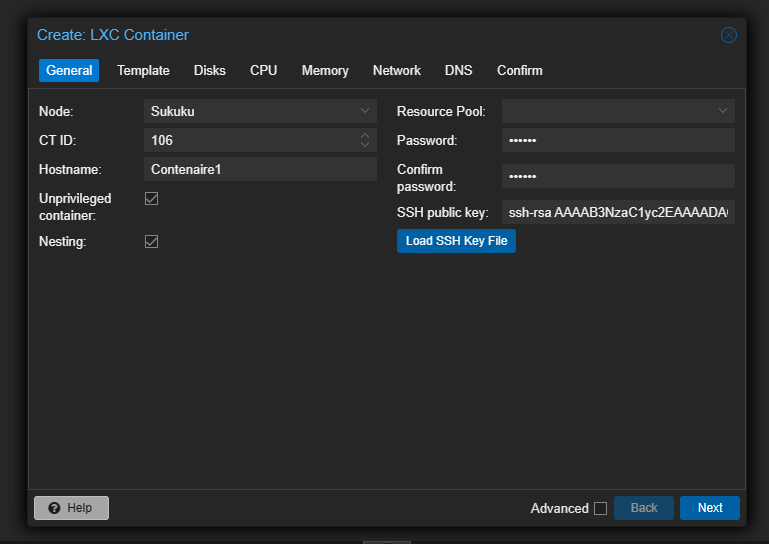 Create: LXC Container
General Template Disks CPU Memory Network DNS Confirm
Node: Sukuku
CT ID: 106
Hostname: Contenaire1
Unprivileged
container:
Nesting:
Resource Pool:
Password: ••••••
Confirm
password: ••••••
SSH public key: ssh-rsa AAAAB3NzaC1yc2EAAAADA
Load SSH Key File
Help
Advanced Back Next